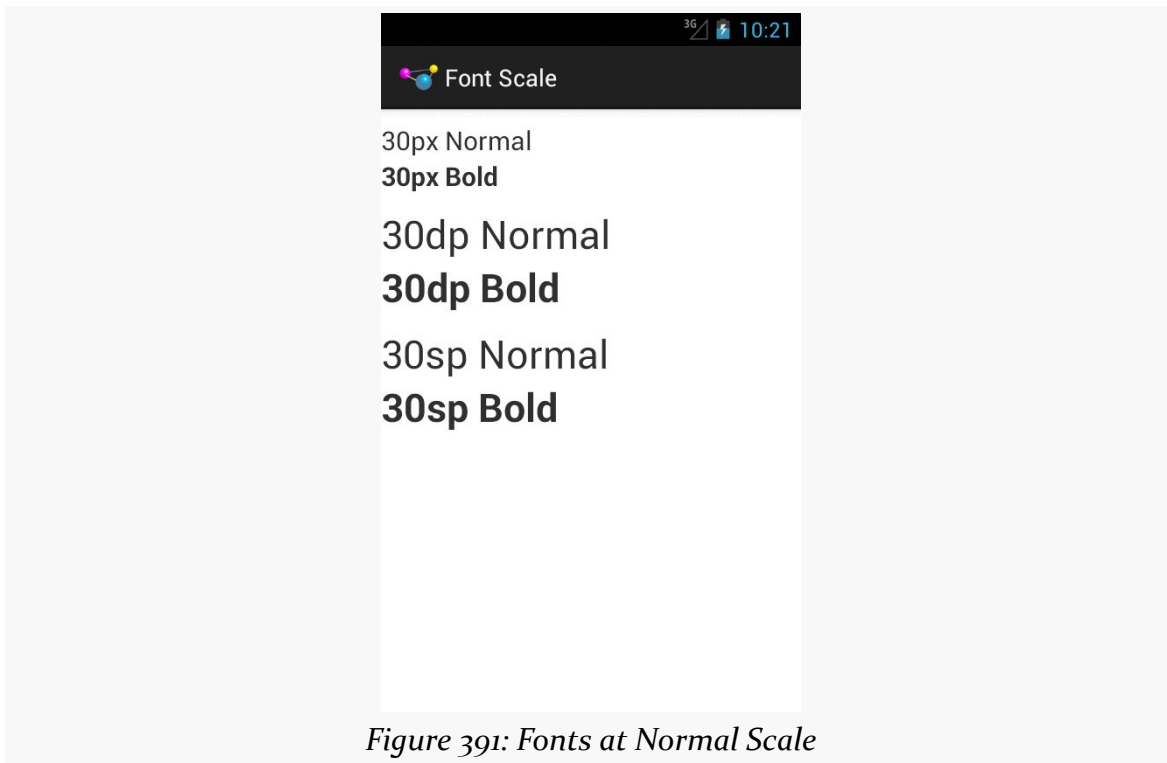 3G 10:21
Font Scale
30px Normal
30px Bold
30dp Normal
30dp Bold
30sp Normal
30sp Bold
Figure 391: Fonts at Normal Scale